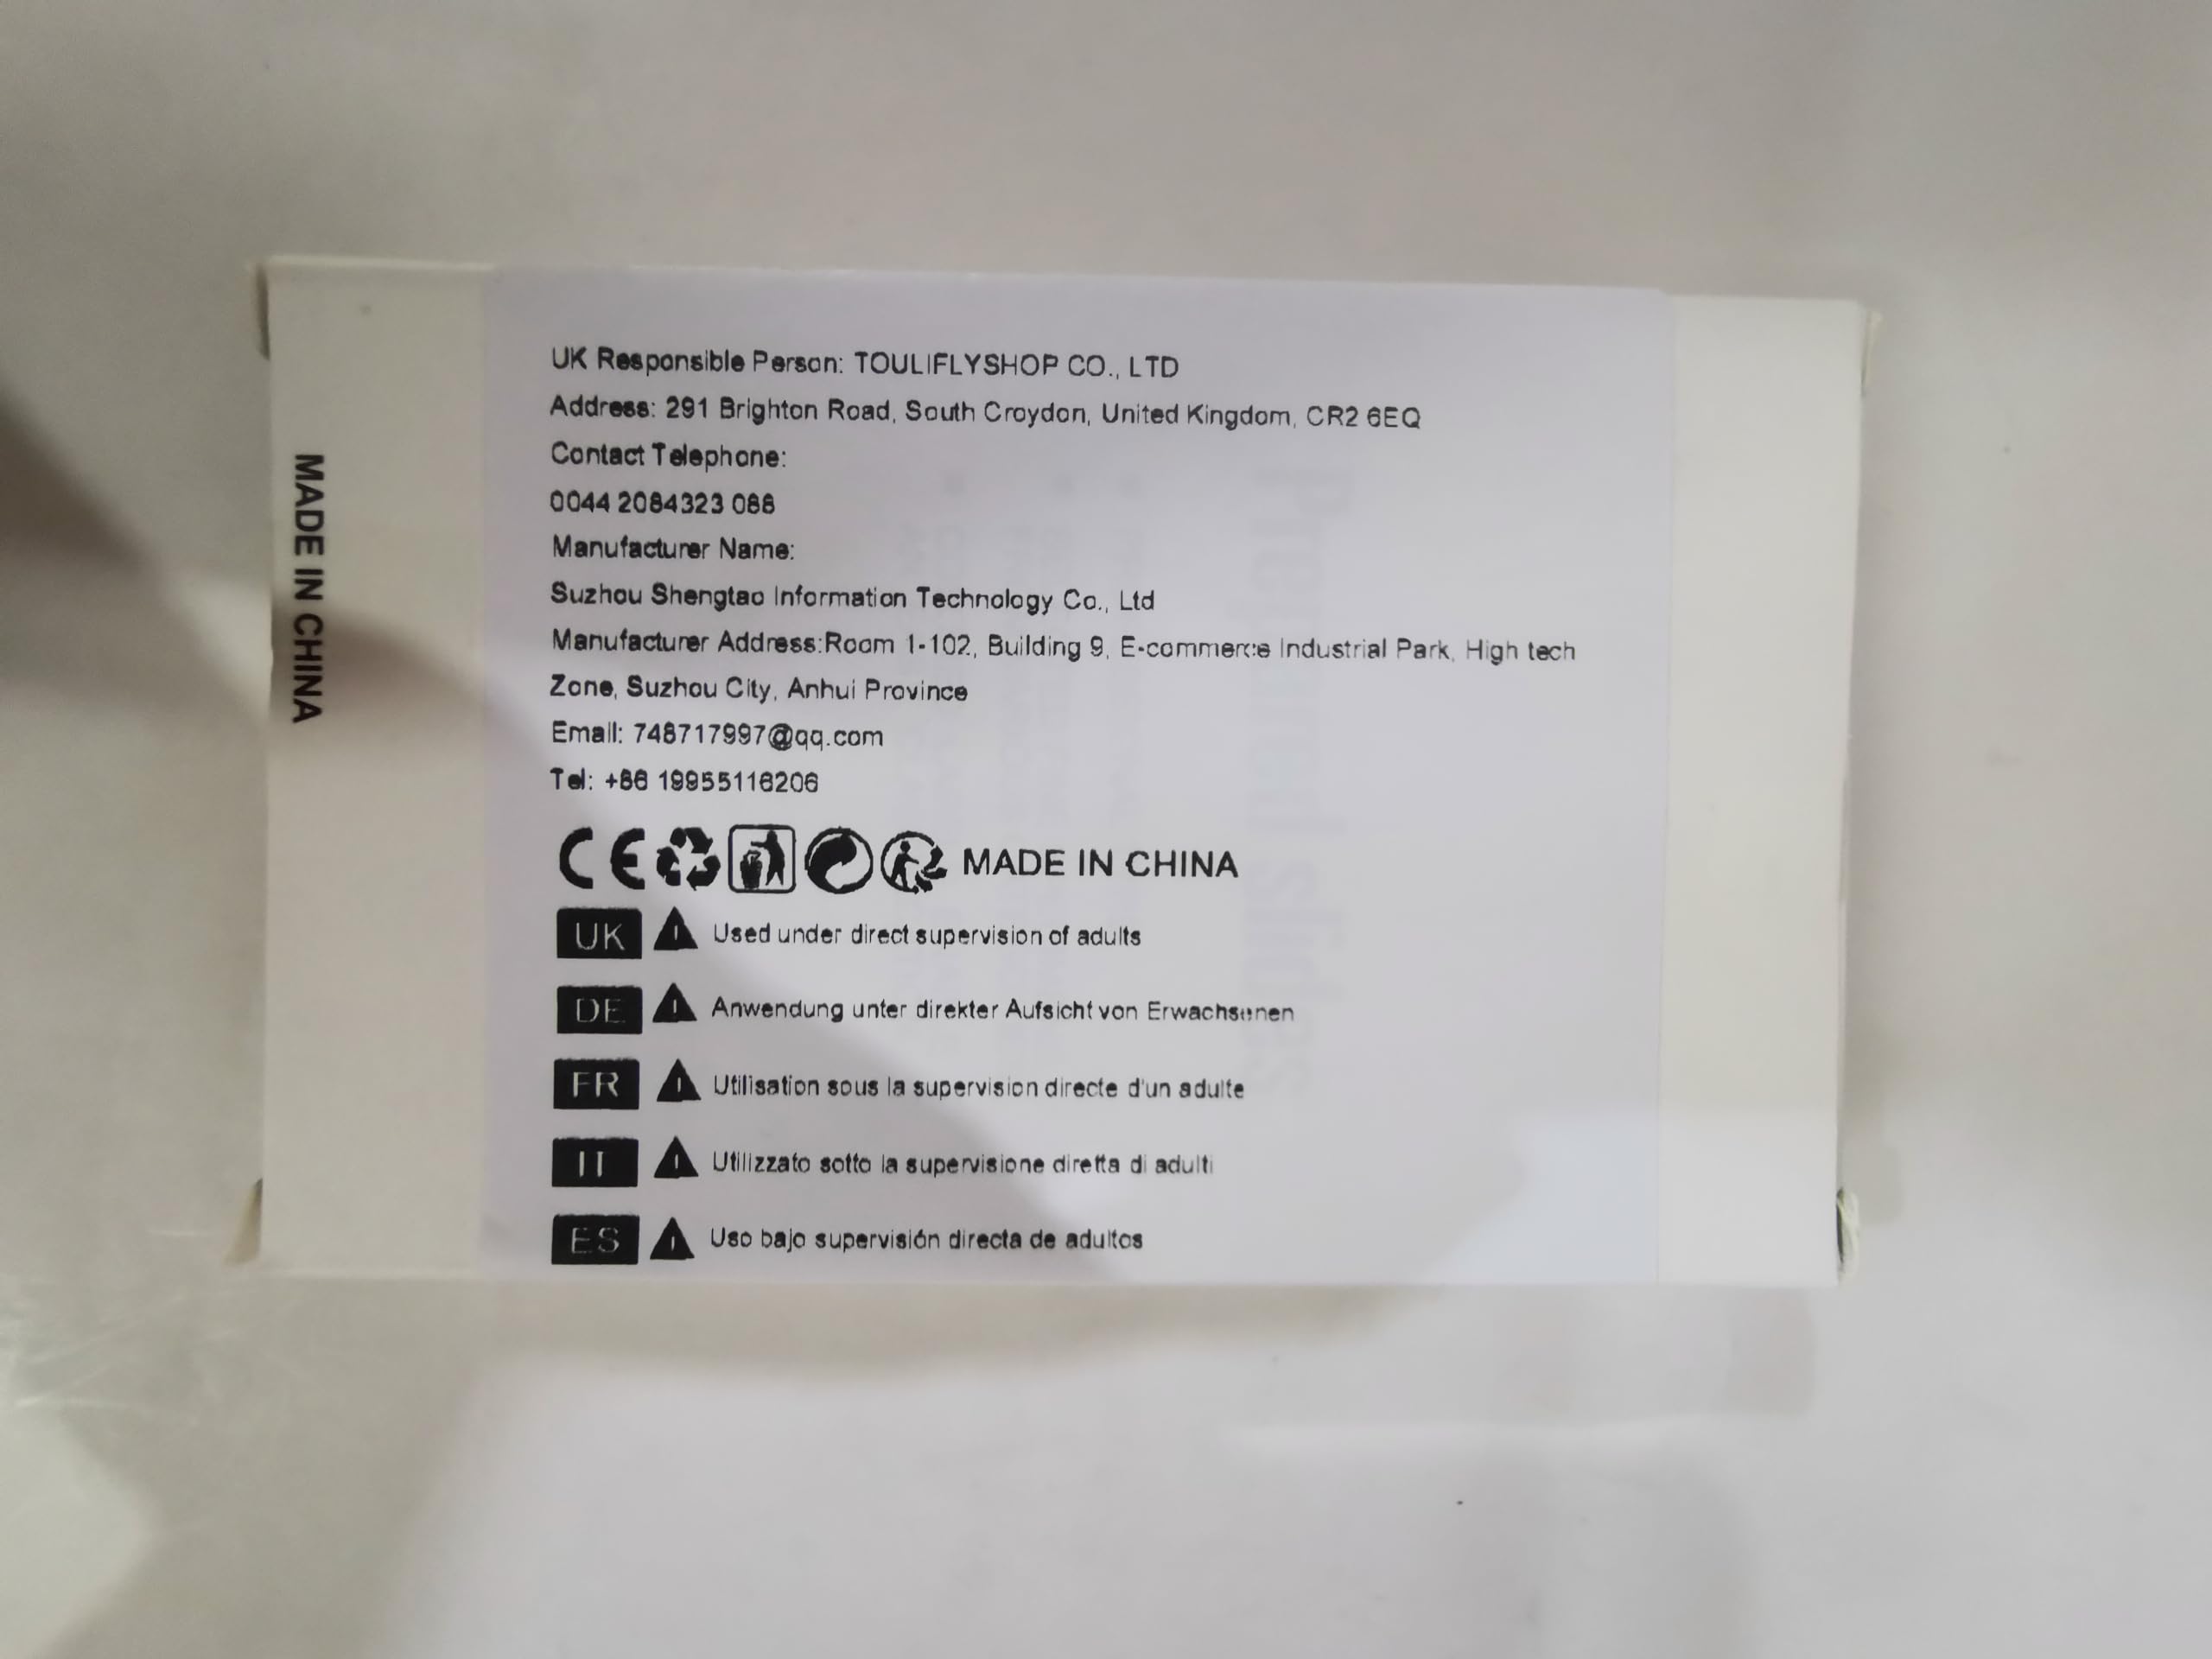 MADE IN CHINA
UK Responsible Person: TOULIFLYSHOP CO., LTD
Address: 291 Brighton Road, South Croydon, United Kingdom, CR2 6EQ
Contact Telephone:
0044 2084323 088
Manufacturer Name:
Suzhou Shengtao Information Technology Co., Ltd
Manufacturer Address:Room 1-102, Building 9, E-commerce Industrial Park, High tech
Zone, Suzhou City, Anhui Province
Email: 748717997@qq.com
Tel: +86 19955116206
CE MADE IN CHINA
UK Used under direct supervision of adults
DE Anwendung unter direkter Aufsicht von Erwachsenen
FR Utilisation sous la supervision directe d'un adulte
IT Utilizzato sotto la supervisione diretta di adulti
ES Uso bajo supervisión directa de adultos